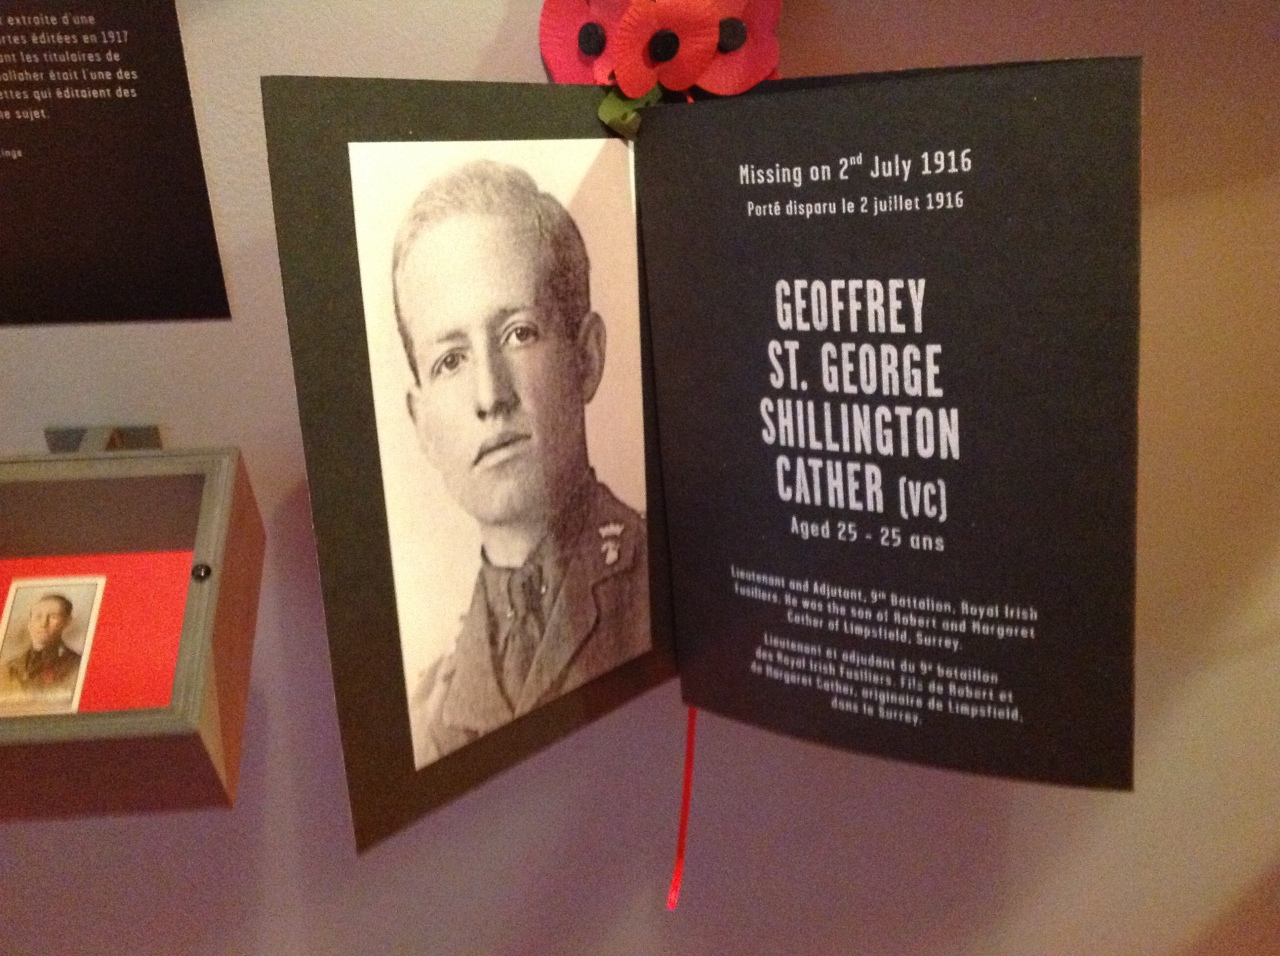 extraite d'une
rtes éditées en 1917
nt les titulaires de
allaher était l'une des
ettes qui éditaient des
ne sujet.
Missing on 2nd July 1916
Porté disparu le 2 juillet 1916
GEOFFREY
ST. GEORGE
SHILLINGTON
CATHER (VC)
Aged 25 - 25 ans
Lieutenant and Adjutant, 9th Battalion, Royal Irish
Fusiliers. He was the son of Robert and Margaret
Cather of Limpsfield, Surrey.
Lieutenant et adjudant du 9e bataillon
des Royal Irish Fusiliers. Fils de Robert et
de Margaret Cather, originaire de Limpsfield,
dans le Surrey.